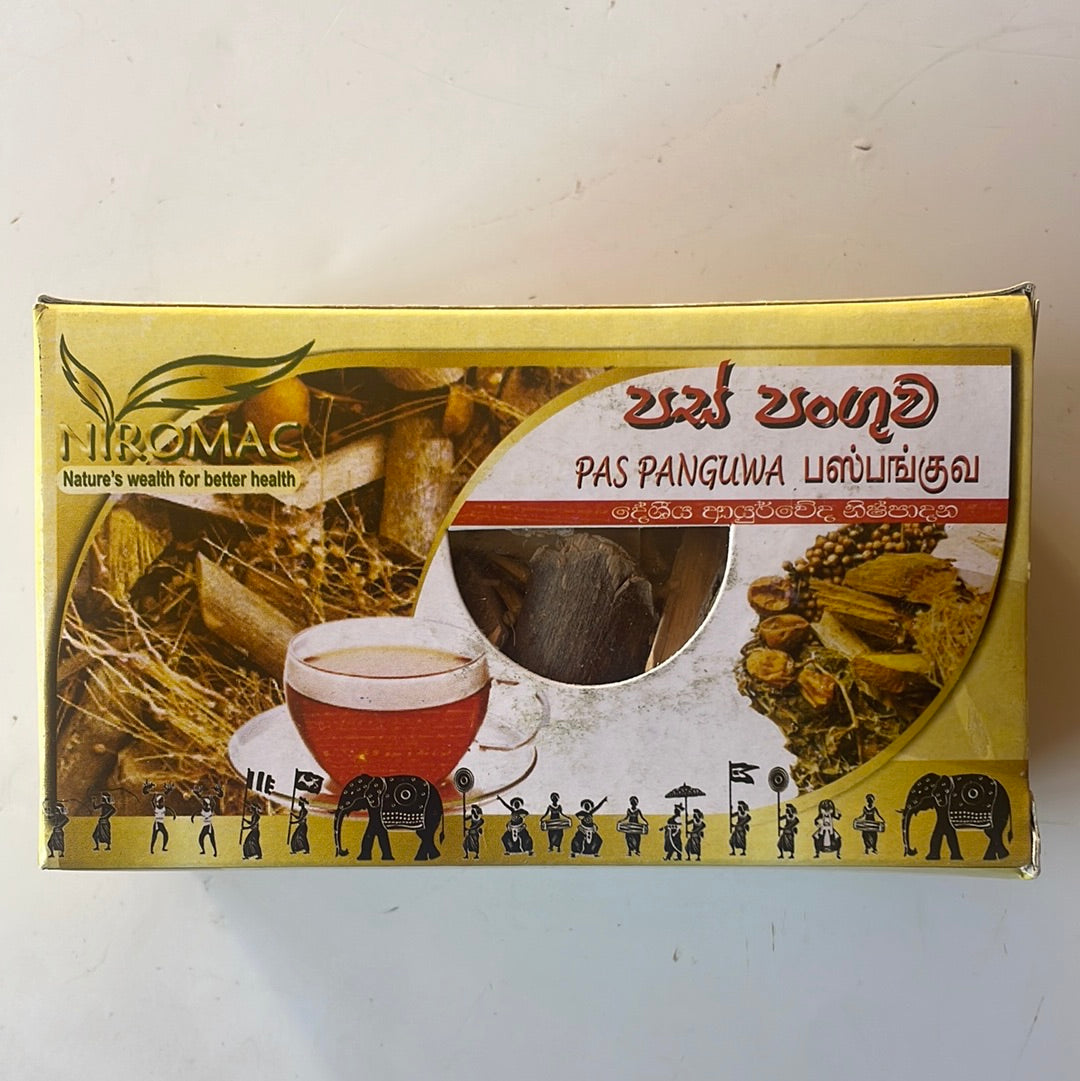 NIROMAC
Nature's wealth for better health
පස් පංගුව
PAS PANGUWA பஸ்பங்குவ
දේශීය ආයුර්වේද නිෂ්පාදන